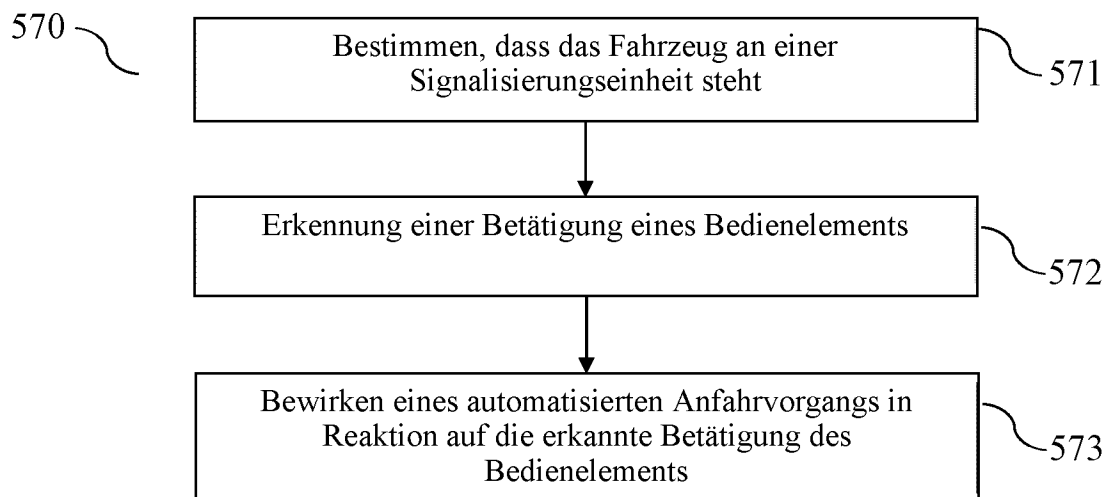 570
Bestimmen, dass das Fahrzeug an einer
Signalisierungseinheit steht
571
Erkennung einer Betätigung eines Bedienelements
572
Bewirken eines automatisierten Anfahrvorgangs in
Reaktion auf die erkannte Betätigung des
Bedienelements
573